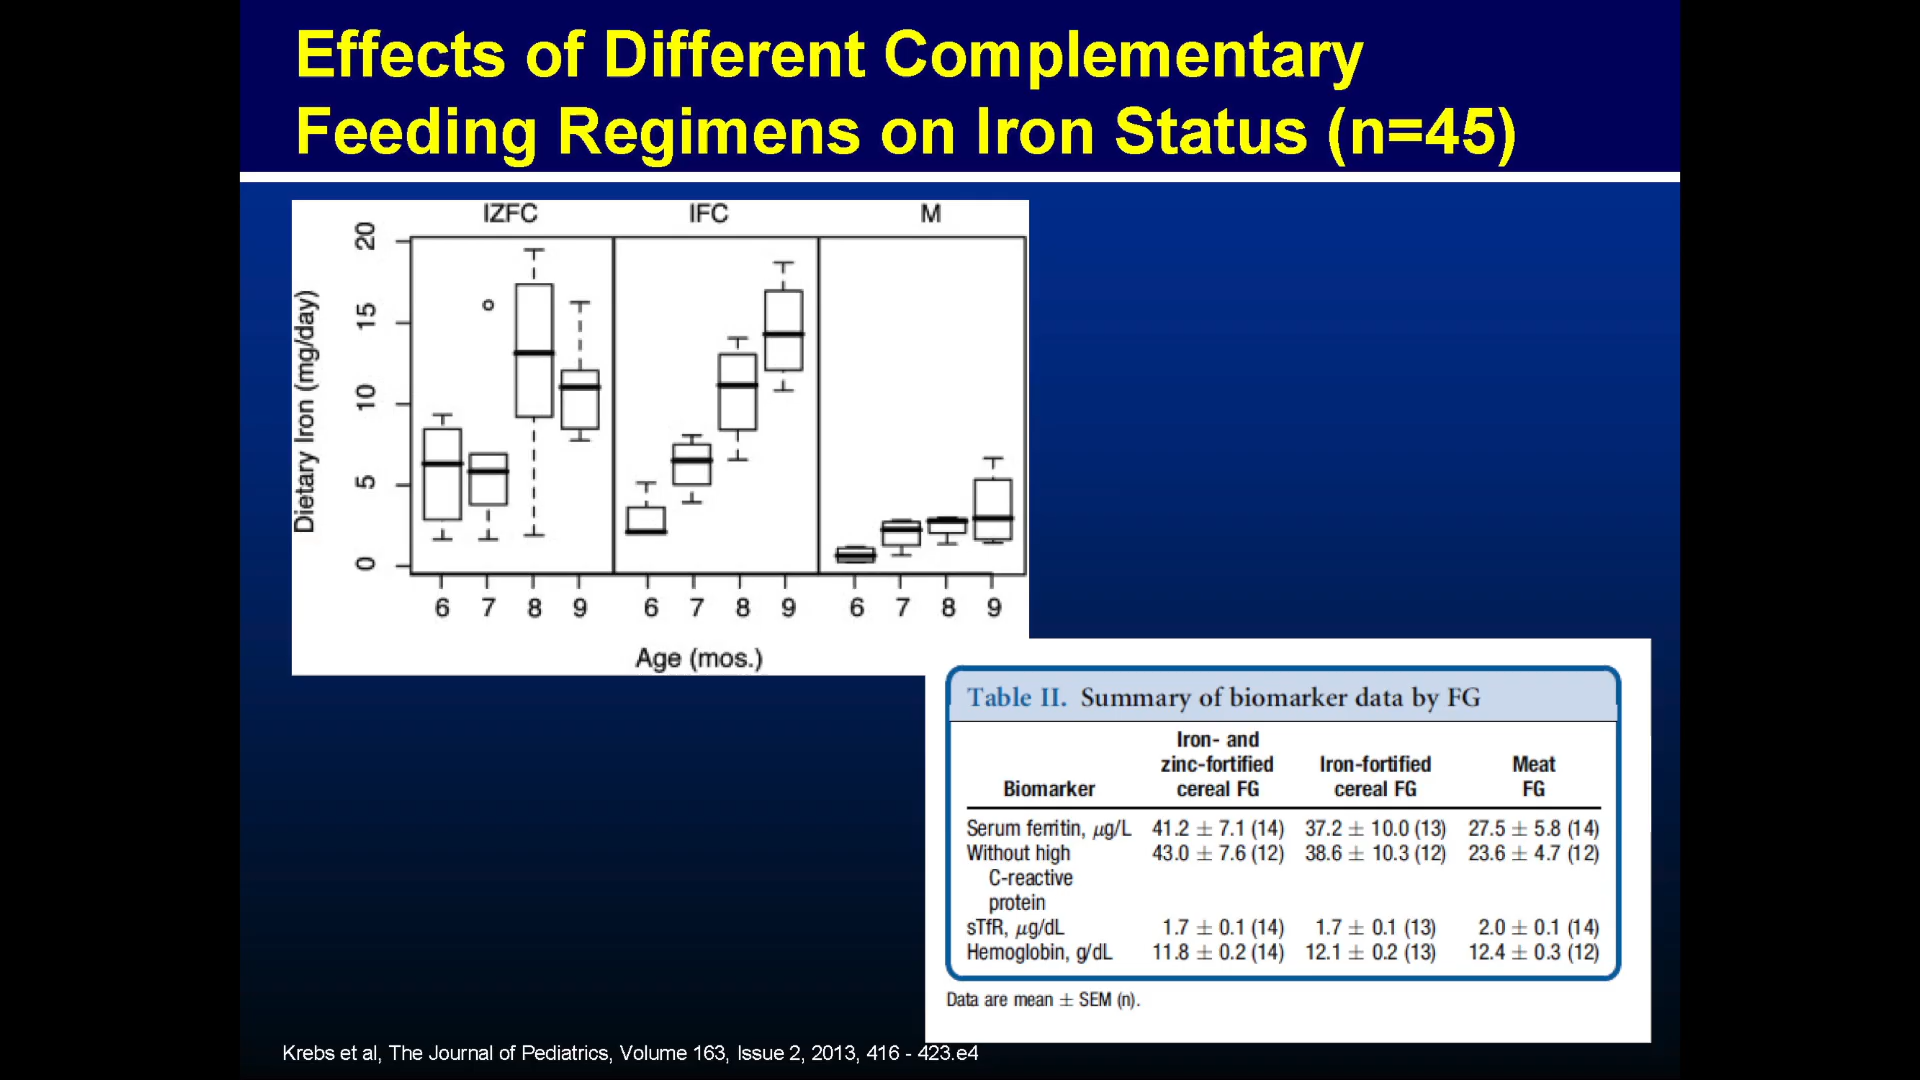 Effects of Different Complementary
Feeding Regimens on Iron Status (n=45)
IZFC IFC M
Dietary Iron (mg/day)
20
15
10
5
0
6 7 8 9 6 7 8 9 6 7 8 9
Age (mos.)
Table II. Summary of biomarker data by FG
Iron- and
zinc-fortified Iron-fortified Meat
Biomarker cereal FG cereal FG FG
Serum ferritin, μg/L 41.2 ± 7.1 (14) 37.2 ± 10.0 (13) 27.5 ± 5.8 (14)
Without high 43.0 ± 7.6 (12) 38.6 ± 10.3 (12) 23.6 ± 4.7 (12)
C-reactive
protein
sTfR, μg/dL 1.7 ± 0.1 (14) 1.7 ± 0.1 (13) 2.0 ± 0.1 (14)
Hemoglobin, g/dL 11.8 ± 0.2 (14) 12.1 ± 0.2 (13) 12.4 ± 0.3 (12)
Data are mean ± SEM (n).
Krebs et al, The Journal of Pediatrics, Volume 163, Issue 2, 2013, 416 - 423.e4